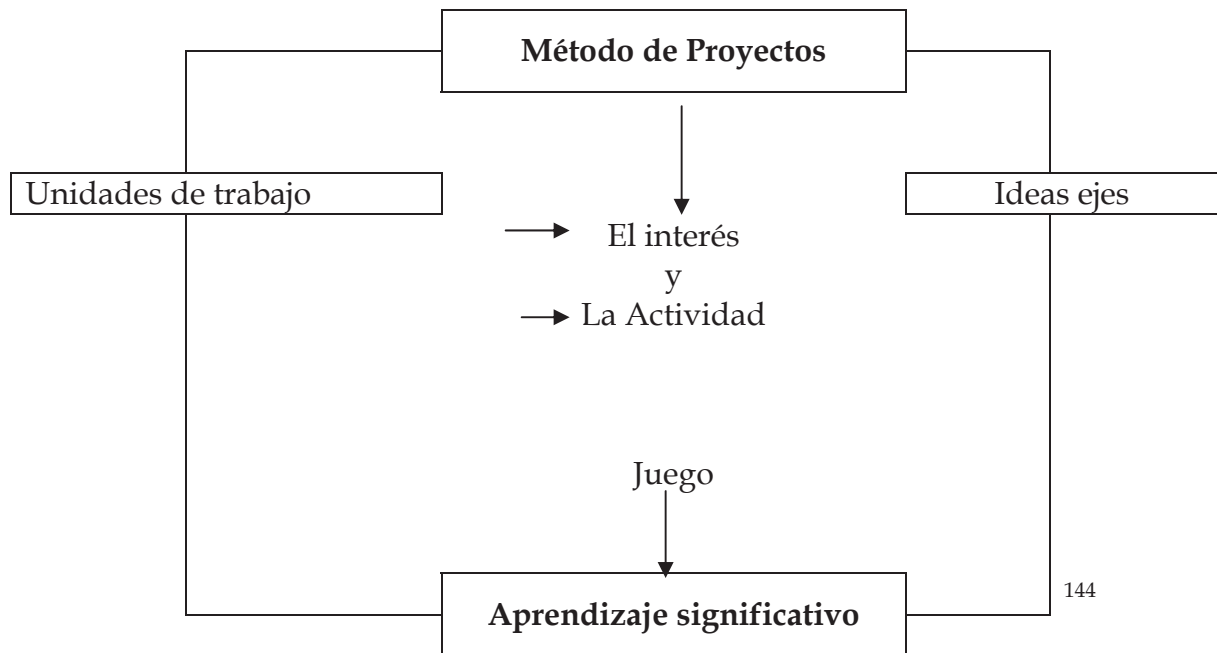 Método de Proyectos
Unidades de trabajo
Ideas ejes
El interés
y
La Actividad
Juego
144
Aprendizaje significativo